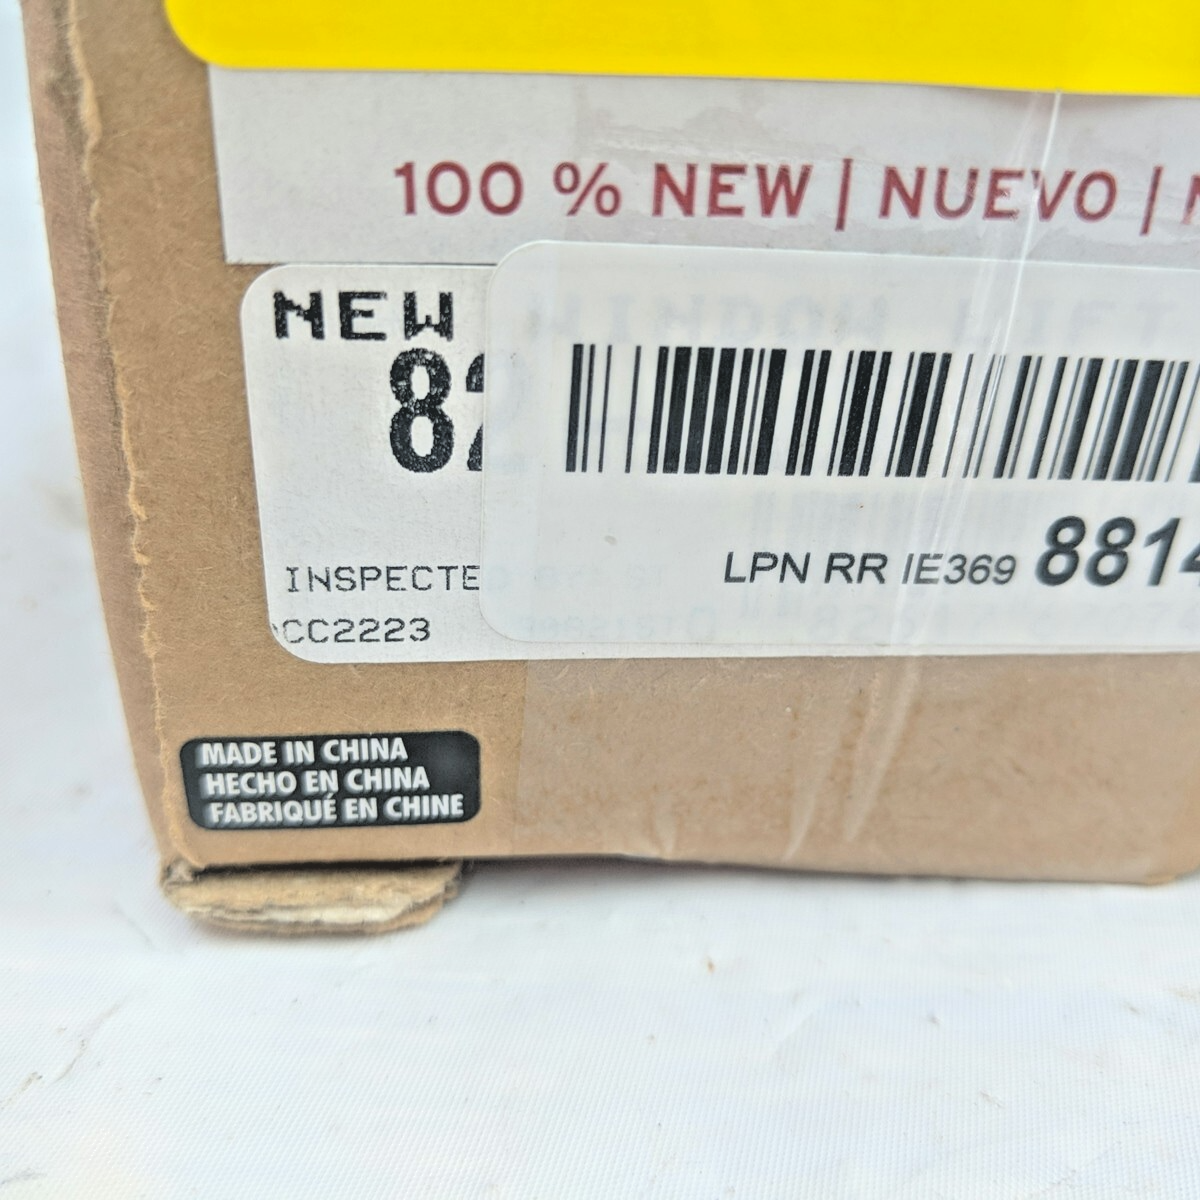 100 % NEW | NUEVO |
NEW
82
LPN RR IE369 8814
INSPECTE
CC2223
MADE IN CHINA
HECHO EN CHINA
FABRIQUÉ EN CHINE